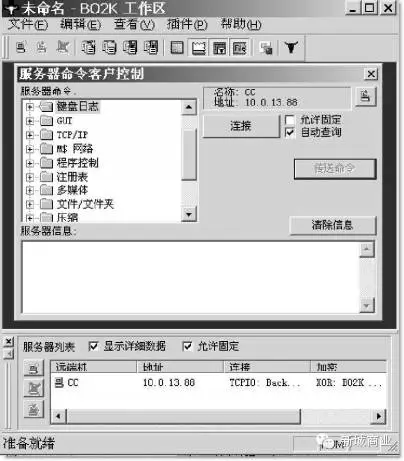 未命名 - BO2K 工作区
文件(F) 编辑(E) 查看(V) 插件(P) 帮助(H)
服务器命令客户控制
服务器命令:
键盘日志
GUI
TCP/IP
M$ 网络
程序控制
注册表
多媒体
文件/文件夹
压缩
名称: CC
地址: 10.0.13.88
连接
允许固定
自动查询
传送命令
服务器信息:
清除信息
服务器列表 显示详细数据 允许固定
远端机 地址 连接 加密
CC 10.0.13.88 TCPIO: Back... XOR: BO2K ...
准备就绪
新城商业